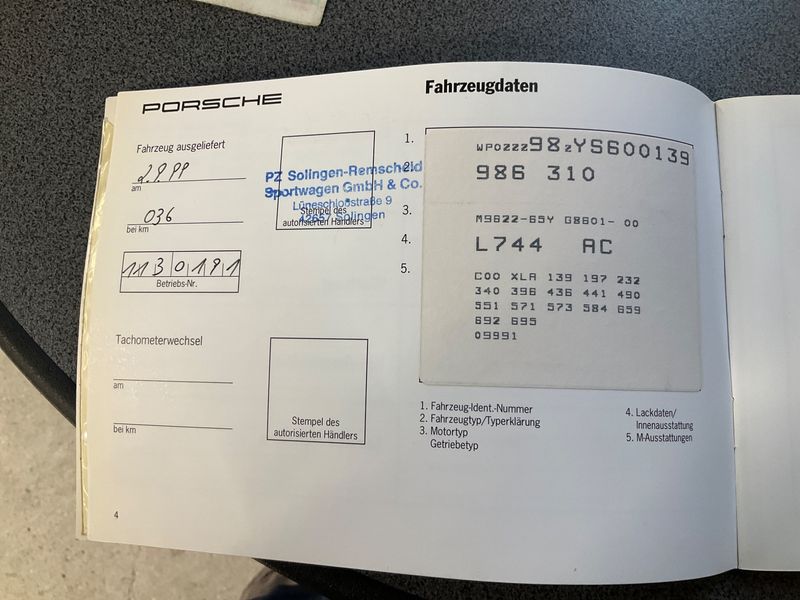 PORSCHE
Fahrzeug ausgeliefert
2.9.99
am
036
bei km
1130191
Betriebs-Nr.
PZ Solingen-Remscheid
Sportwagen GmbH & Co.
Lüneschloßstraße 9
42657 Solingen
Stempel des
autorisierten Händlers
Tachometerwechsel
am
bei km
Stempel des
autorisierten Händlers
4
Fahrzeugdaten
1.
WP0ZZZ98ZYS600139
2.
986 310
3.
M9622-65Y G8601- 00
4.
L744 AC
5.
C00 XLA 139 197 232
340 396 436 441 490
551 571 573 584 659
692 695
09991
1. Fahrzeug-Ident.-Nummer
2. Fahrzeugtyp/Typerklärung
3. Motortyp
Getriebetyp
4. Lackdaten/
Innenausstattung
5. M-Ausstattungen